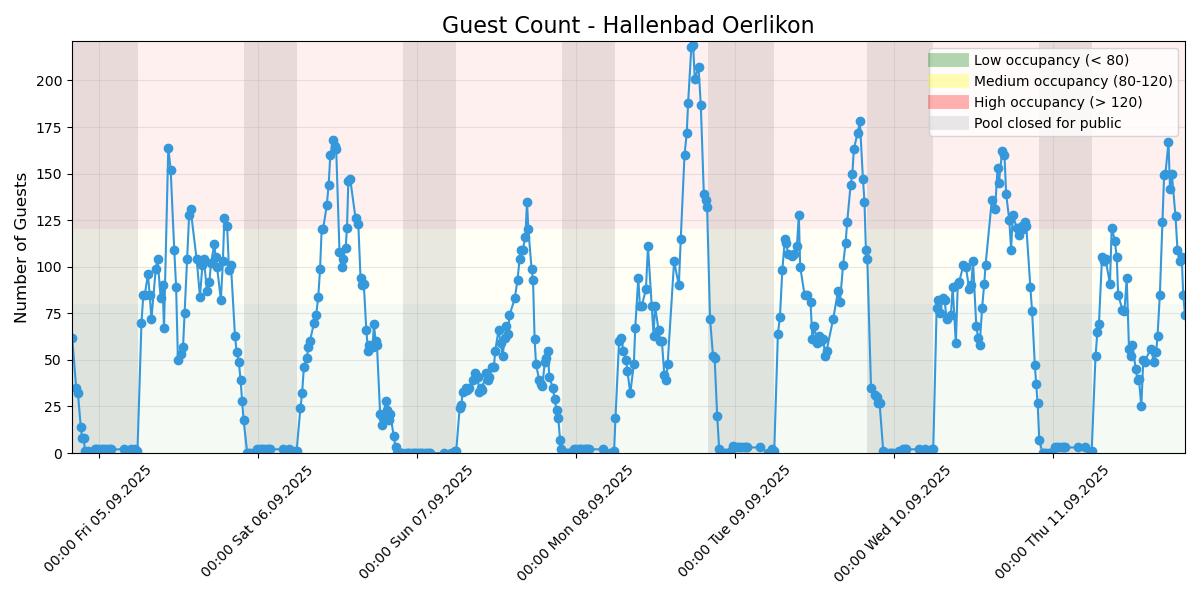 Guest Count - Hallenbad Oerlikon
Number of Guests
200
175
150
125
100
75
50
25
0
Low occupancy (< 80)
Medium occupancy (80-120)
High occupancy (> 120)
Pool closed for public
00:00 Fri 05.09.2025
00:00 Sat 06.09.2025
00:00 Sun 07.09.2025
00:00 Mon 08.09.2025
00:00 Tue 09.09.2025
00:00 Wed 10.09.2025
00:00 Thu 11.09.2025